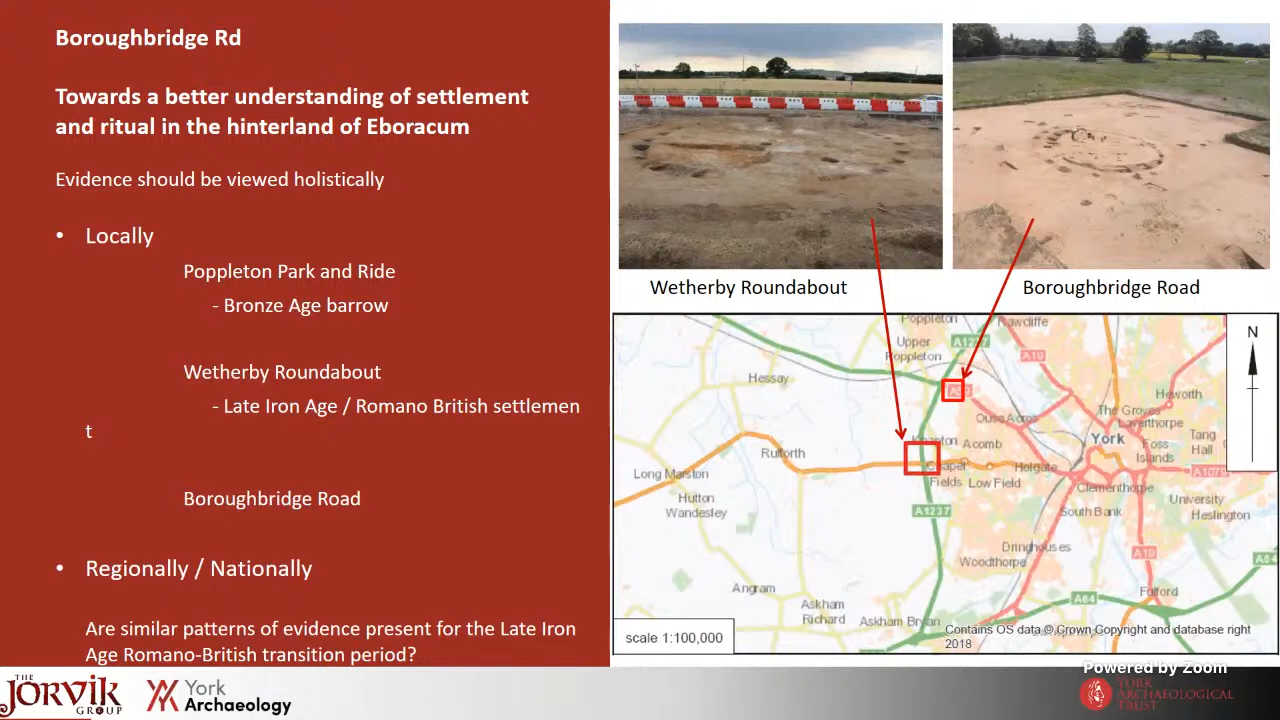 Boroughbridge Rd
Towards a better understanding of settlement
and ritual in the hinterland of Eboracum
Evidence should be viewed holistically
• Locally
Poppleton Park and Ride
- Bronze Age barrow
Wetherby Roundabout
- Late Iron Age / Romano British settlemen
t
Boroughbridge Road
• Regionally / Nationally
Are similar patterns of evidence present for the Late Iron
Age Romano-British transition period?
Wetherby Roundabout
Boroughbridge Road
Poppleton
Rawcliffe
A1237
Upper
Poppleton
A19
N
Hessay
A59
Heworth
The Groves
Layerthorpe
Ouse Acres
York
Foss
Islands
Tang
Hall
Knapton
Acomb
Rufforth
Long Marston
Chapel
Fields
Low Field
Holgate
A1079
Clementhorpe
Hutton
Wandesley
University
Heslington
A1237
South Bank
Dringhouses
Woodthorpe
A19
A64
Angram
Fulford
A64
Askham
Richard
Askham Bryan
scale 1:100,000
Contains OS data © Crown Copyright and database right
2018
Powered by Zoom
THE
JORVIK
GROUP
York
Archaeology
YORK
ARCHAEOLOGICAL
TRUST